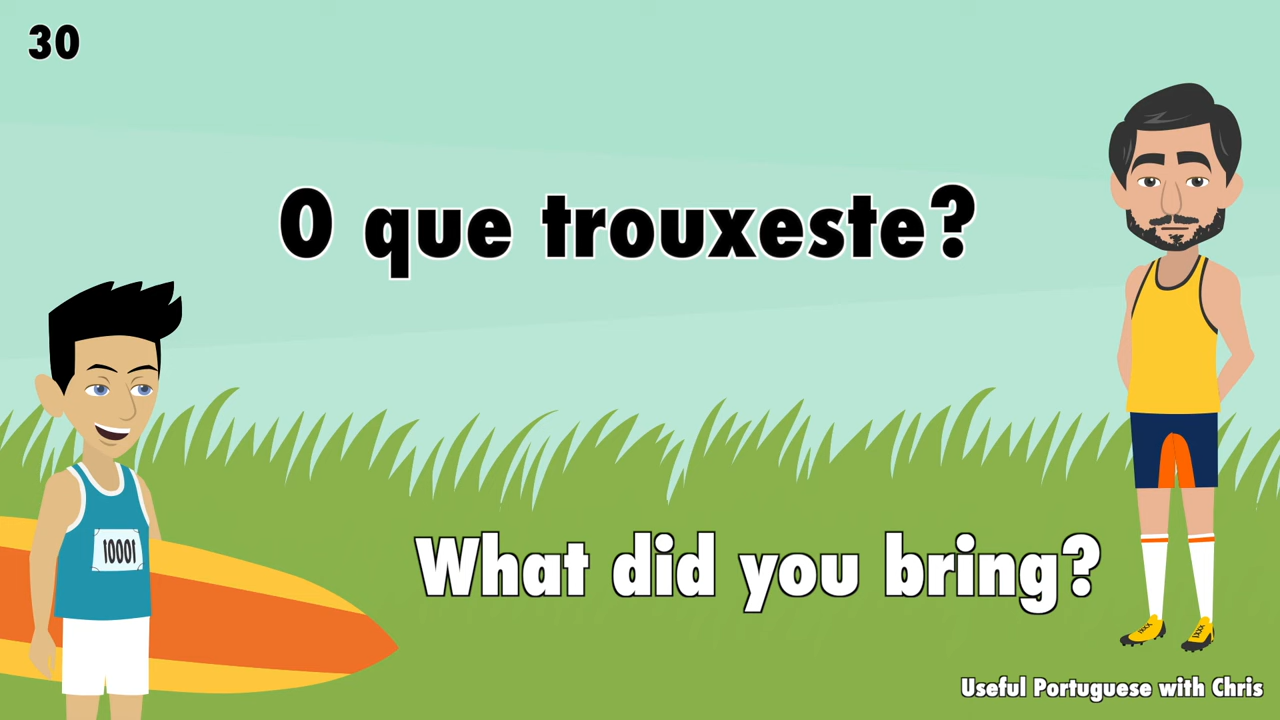 30
O que trouxeste?
10001
What did you bring?
Useful Portuguese with Chris